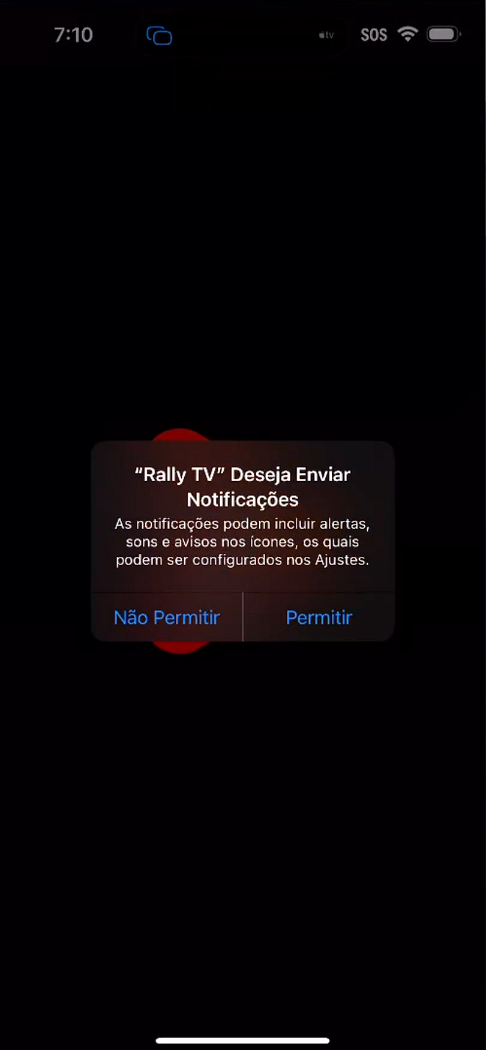 7:10
tv
SOS
“Rally TV” Deseja Enviar
Notificações
As notificações podem incluir alertas,
sons e avisos nos ícones, os quais
podem ser configurados nos Ajustes.
Não Permitir
Permitir